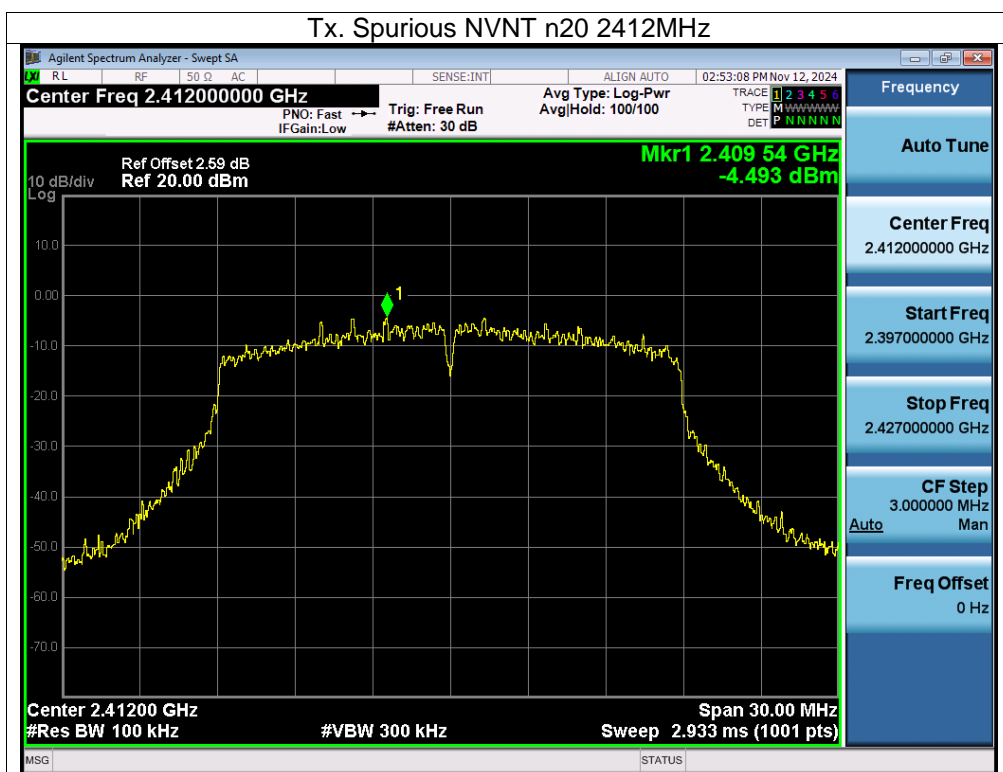 Tx. Spurious NVNT n20 2412MHz
Agilent Spectrum Analyzer - Swept SA
LXI RL RF 50 Ω AC SENSE:INT ALIGN AUTO 02:53:08 PM Nov 12, 2024
Center Freq 2.412000000 GHz
PNO: Fast
IFGain:Low
Trig: Free Run
#Atten: 30 dB
Avg Type: Log-Pwr
Avg|Hold: 100/100
TRACE 1 2 3 4 5 6
TYPE M WWWWW
DET P N N N N N
Frequency
Auto Tune
Mkr1 2.409 54 GHz
-4.493 dBm
Ref Offset 2.59 dB
10 dB/div Ref 20.00 dBm
Log
10.0
0.00
-10.0
-20.0
-30.0
-40.0
-50.0
-60.0
-70.0
1
Center Freq
2.412000000 GHz
Start Freq
2.397000000 GHz
Stop Freq
2.427000000 GHz
CF Step
3.000000 MHz
Auto Man
Freq Offset
0 Hz
Center 2.41200 GHz Span 30.00 MHz
#Res BW 100 kHz #VBW 300 kHz Sweep 2.933 ms (1001 pts)
MSG STATUS